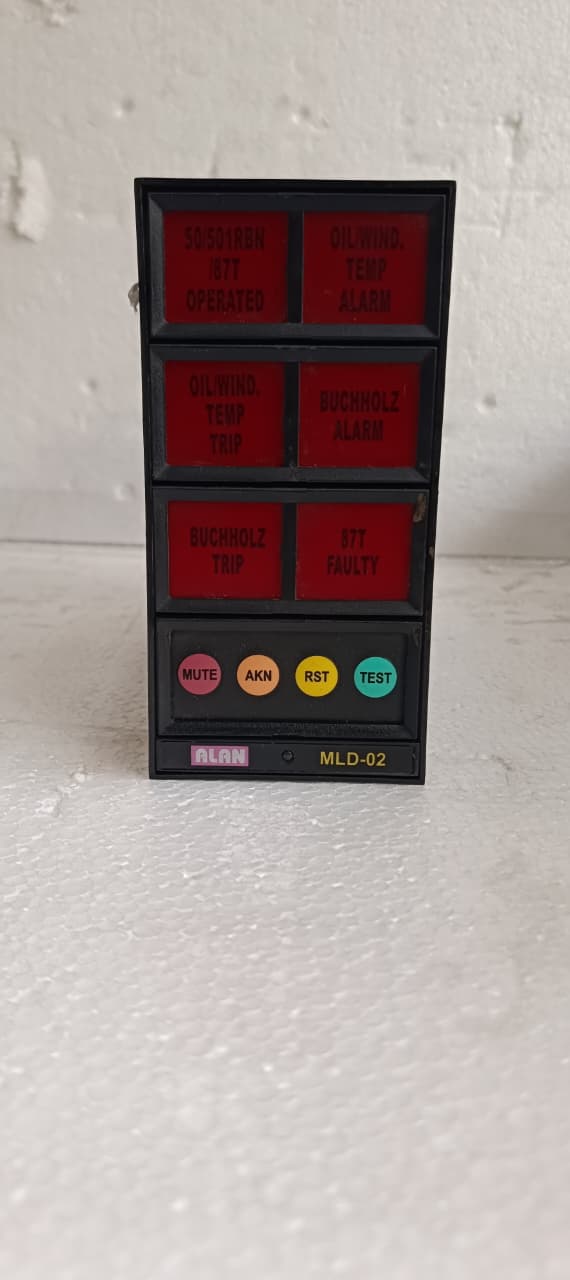 50/501RBN
/87T
OPERATED
OIL/WIND.
TEMP
ALARM
OIL/WIND.
TEMP
TRIP
BUCHHOLZ
ALARM
BUCHHOLZ
TRIP
87T
FAULTY
MUTE AKN RST TEST
ALAN MLD-02